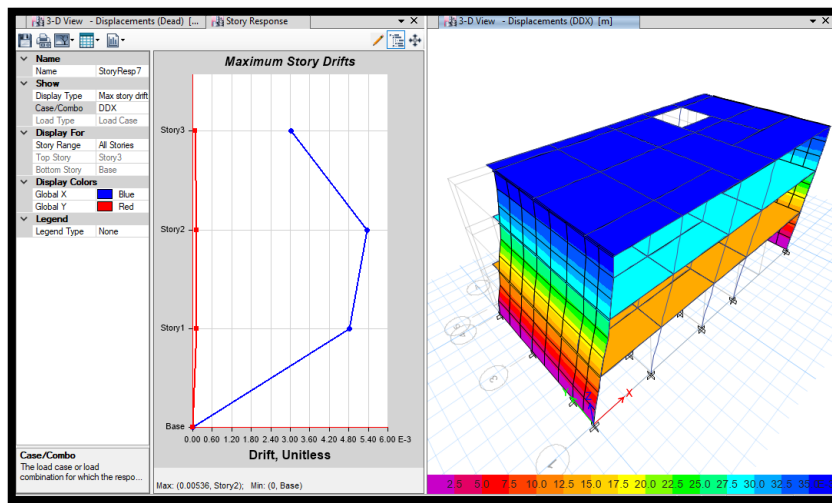 3-D View - Displacements (Dead) [...
Story Response
3-D View - Displacements (DDX) [m]
Name
Name StoryResp7
Show
Display Type Max story drift
Case/Combo DDX
Load Type Load Case
Display For
Story Range All Stories
Top Story Story3
Bottom Story Base
Display Colors
Global X Blue
Global Y Red
Legend
Legend Type None
Case/Combo
The load case or load
combination for which the respo...
Maximum Story Drifts
Story3
Story2
Story1
Base
0.00 0.60 1.20 1.80 2.40 3.00 3.60 4.20 4.80 5.40 6.00 E-3
Drift, Unitless
Max: (0.00536, Story2); Min: (0, Base)
X
Z
3
1
2.5 5.0 7.5 10.0 12.5 15.0 17.5 20.0 22.5 25.0 27.5 30.0 32.5